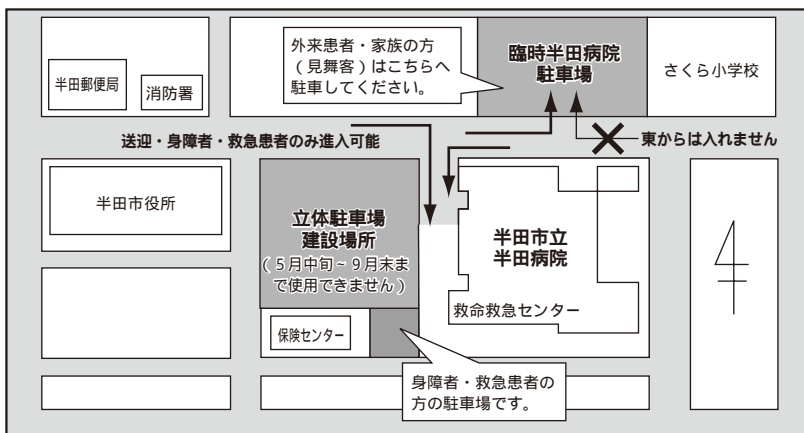 外来患者・家族の方
（見舞客）はこちらへ
駐車してください。
臨時半田病院
駐車場
さくら小学校
半田郵便局
消防署
送迎・身障者・救急患者のみ進入可能
東からは入れません
半田市役所
立体駐車場
建設場所
（５月中旬～９月末ま
で使用できません）
半田市立
半田病院
救命救急センター
保険センター
身障者・救急患者の
方の駐車場です。